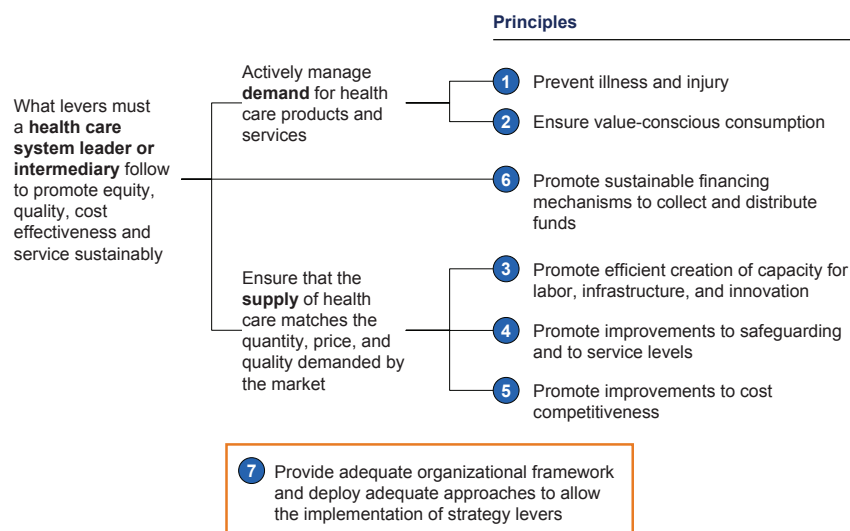 Principles
What levers must
a health care
system leader or
intermediary follow
to promote equity,
quality, cost
effectiveness and
service sustainably
Actively manage
demand for health
care products and
services
1 Prevent illness and injury
2 Ensure value-conscious consumption
6 Promote sustainable financing
mechanisms to collect and distribute
funds
Ensure that the
supply of health
care matches the
quantity, price, and
quality demanded by
the market
3 Promote efficient creation of capacity for
labor, infrastructure, and innovation
4 Promote improvements to safeguarding
and to service levels
5 Promote improvements to cost
competitiveness
7 Provide adequate organizational framework
and deploy adequate approaches to allow
the implementation of strategy levers